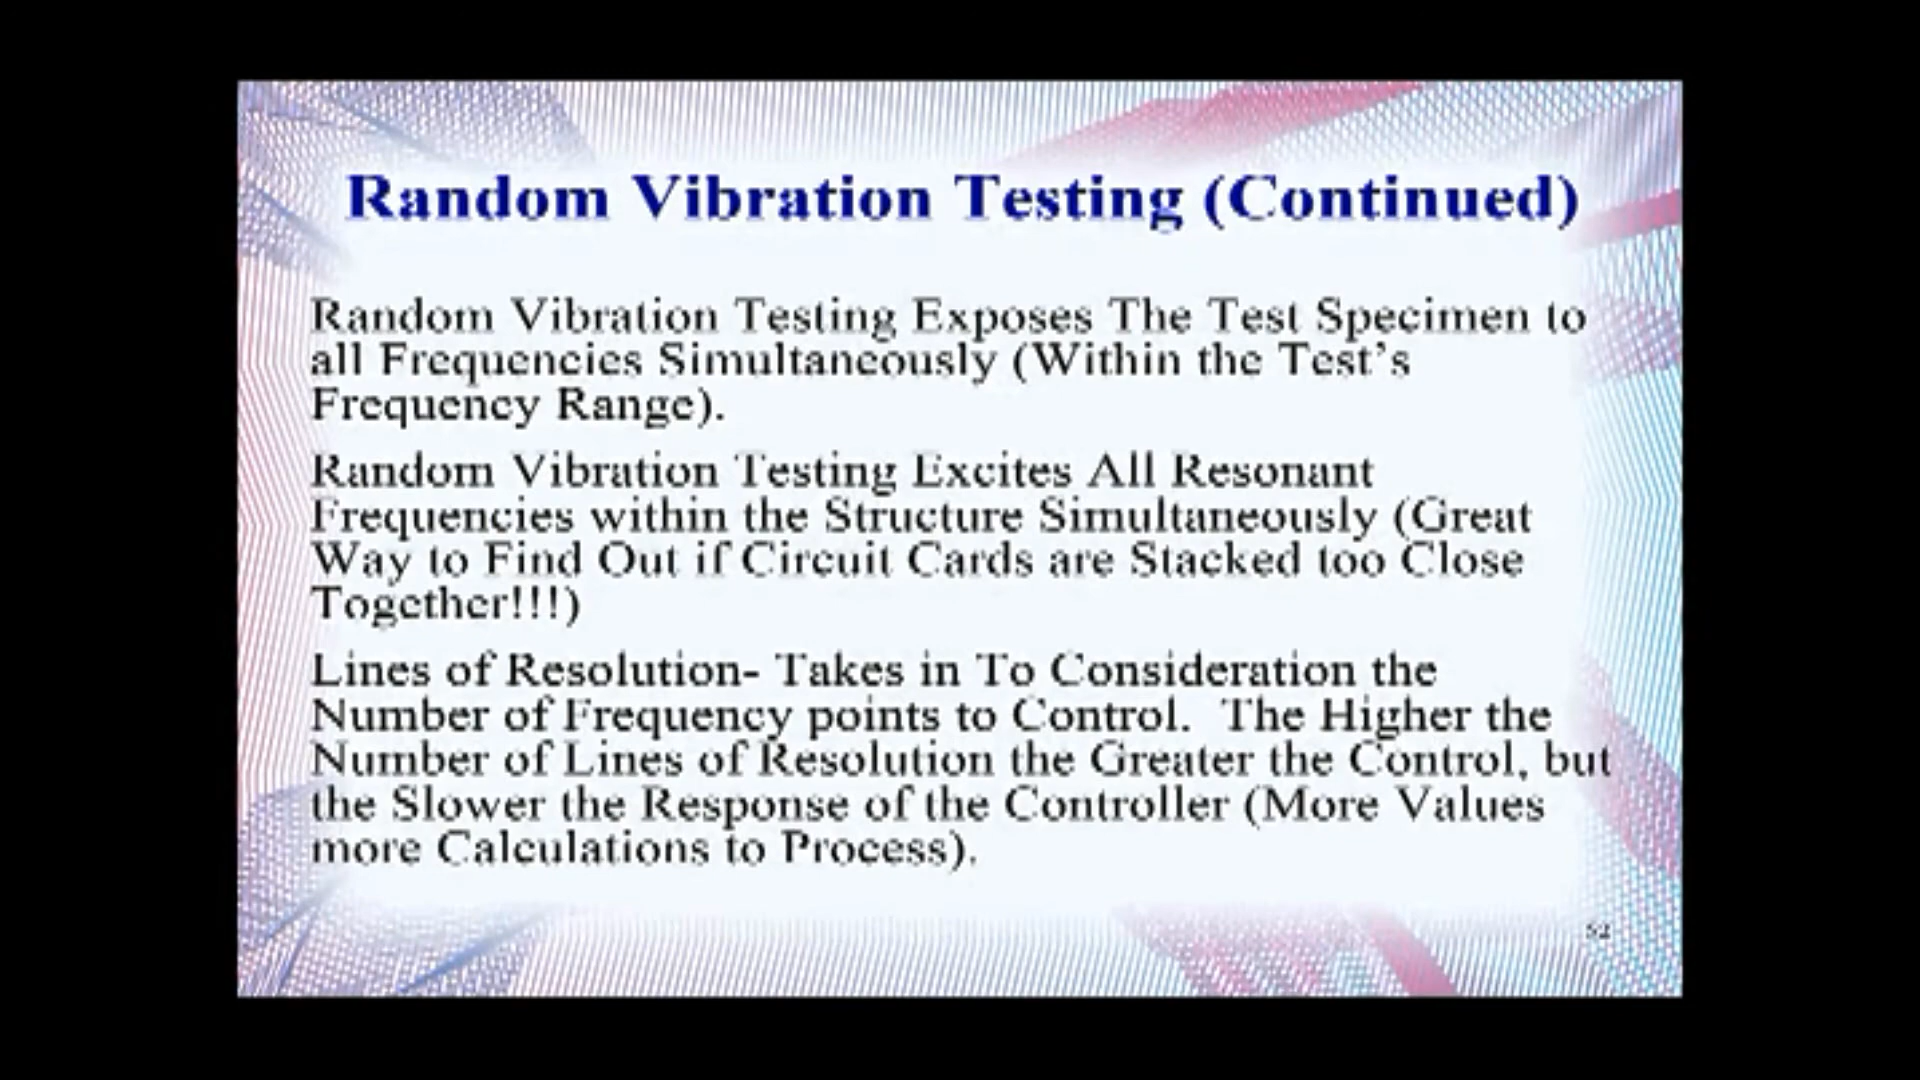 Random Vibration Testing (Continued)
Random Vibration Testing Exposes The Test Specimen to
all Frequencies Simultaneously (Within the Test's
Frequency Range).
Random Vibration Testing Excites All Resonant
Frequencies within the Structure Simultaneously (Great
Way to Find Out if Circuit Cards are Stacked too Close
Together!!!)
Lines of Resolution- Takes in To Consideration the
Number of Frequency points to Control.  The Higher the
Number of Lines of Resolution the Greater the Control, but
the Slower the Response of the Controller (More Values
more Calculations to Process).
52